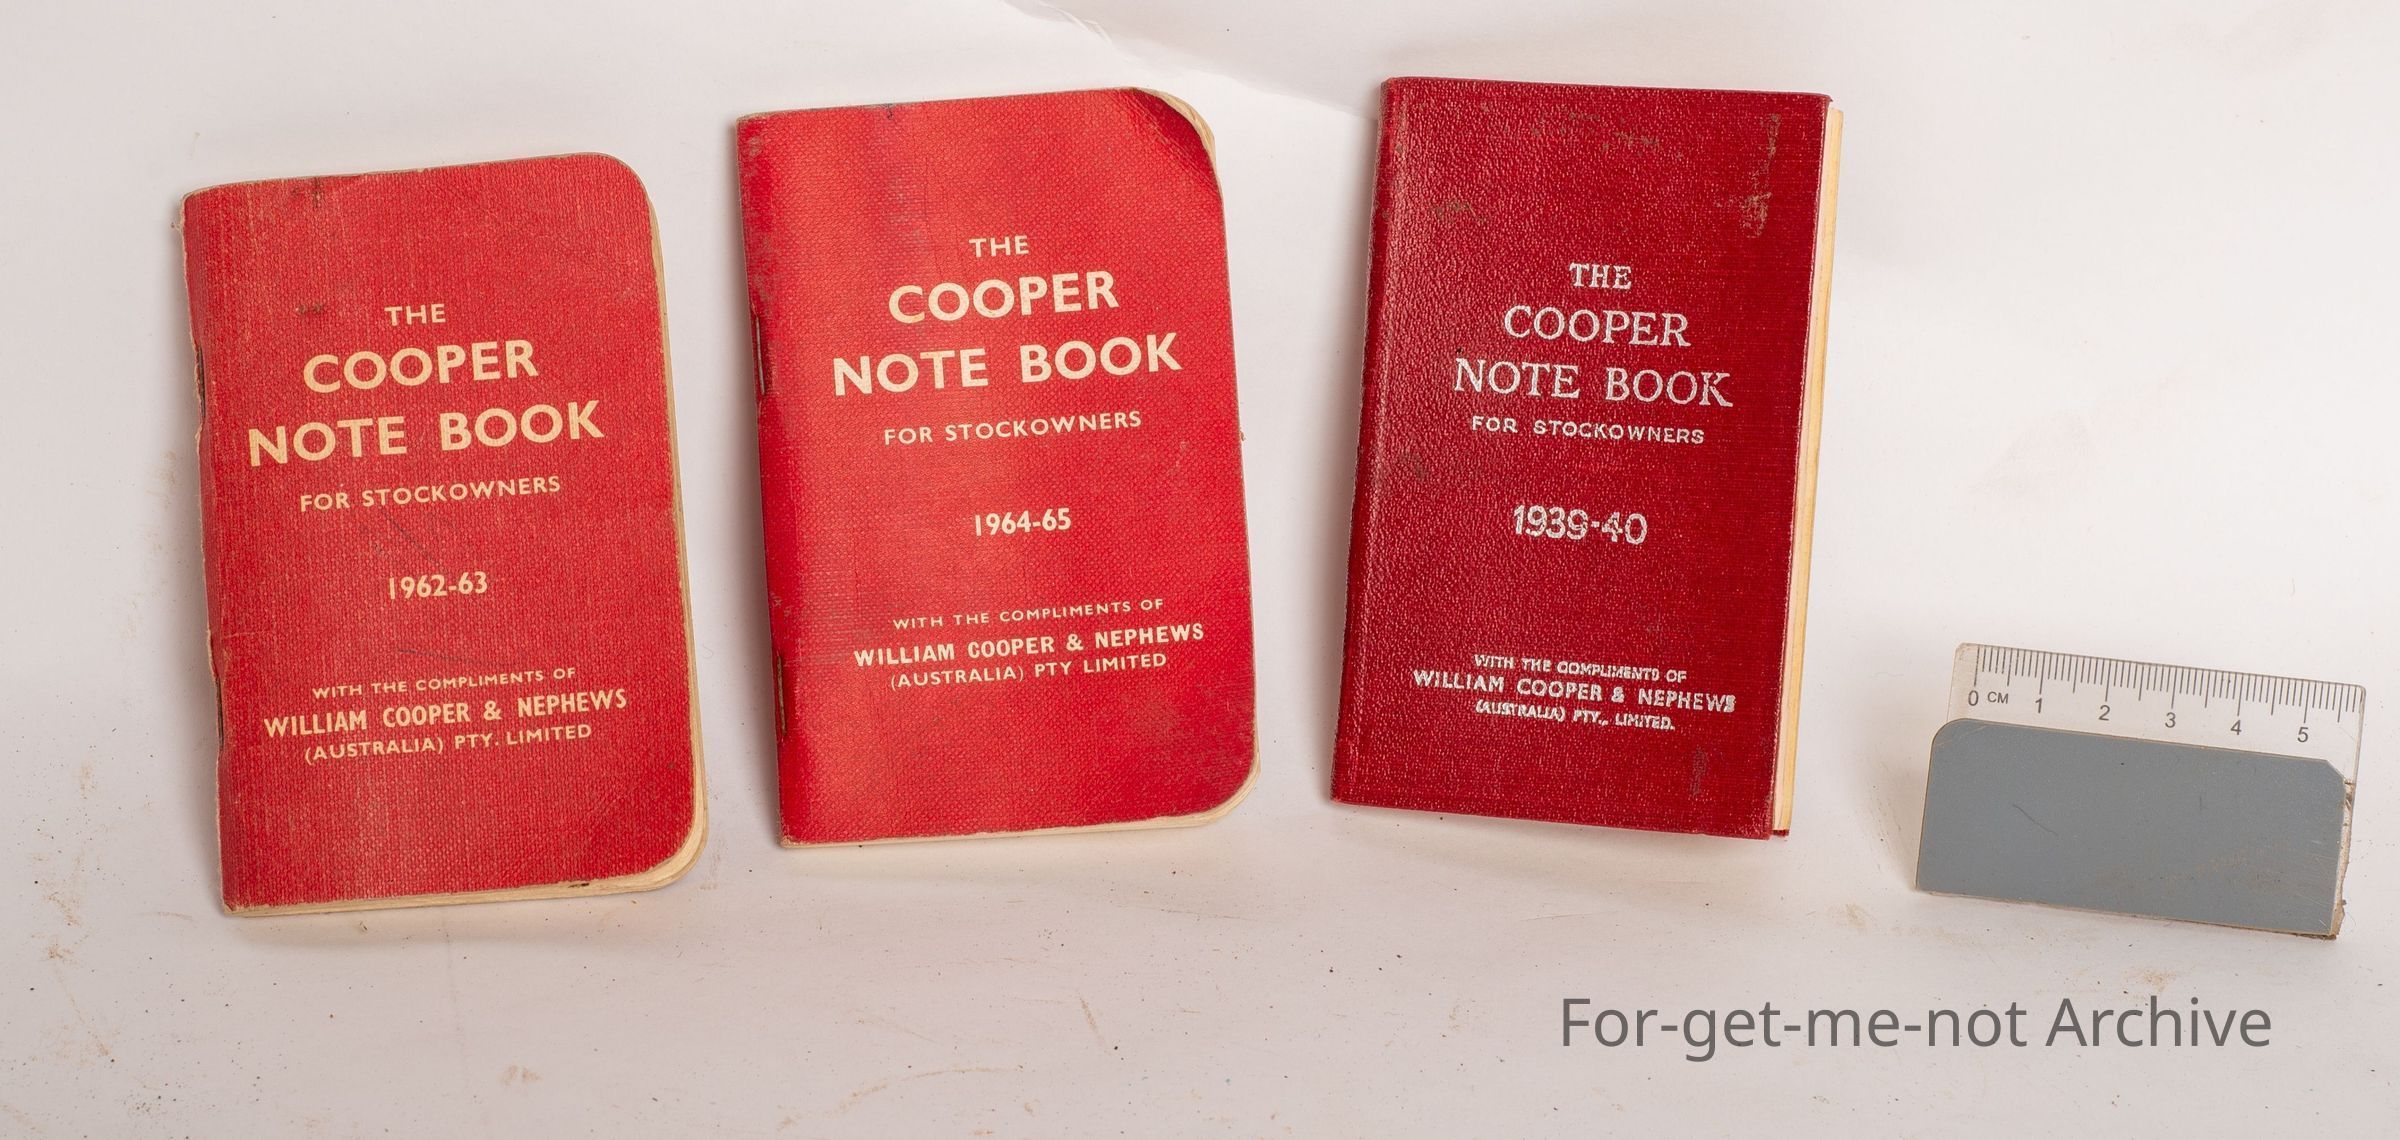 THE
COOPER
NOTE BOOK
FOR STOCKOWNERS
1962-63
WITH THE COMPLIMENTS OF
WILLIAM COOPER & NEPHEWS
(AUSTRALIA) PTY. LIMITED
THE
COOPER
NOTE BOOK
FOR STOCKOWNERS
1964-65
WITH THE COMPLIMENTS OF
WILLIAM COOPER & NEPHEWS
(AUSTRALIA) PTY LIMITED
THE
COOPER
NOTE BOOK
FOR STOCKOWNERS
1939-40
WITH THE COMPLIMENTS OF
WILLIAM COOPER & NEPHEWS
(AUSTRALIA) PTY., LIMITED.
0 CM 1 2 3 4 5
For-get-me-not Archive